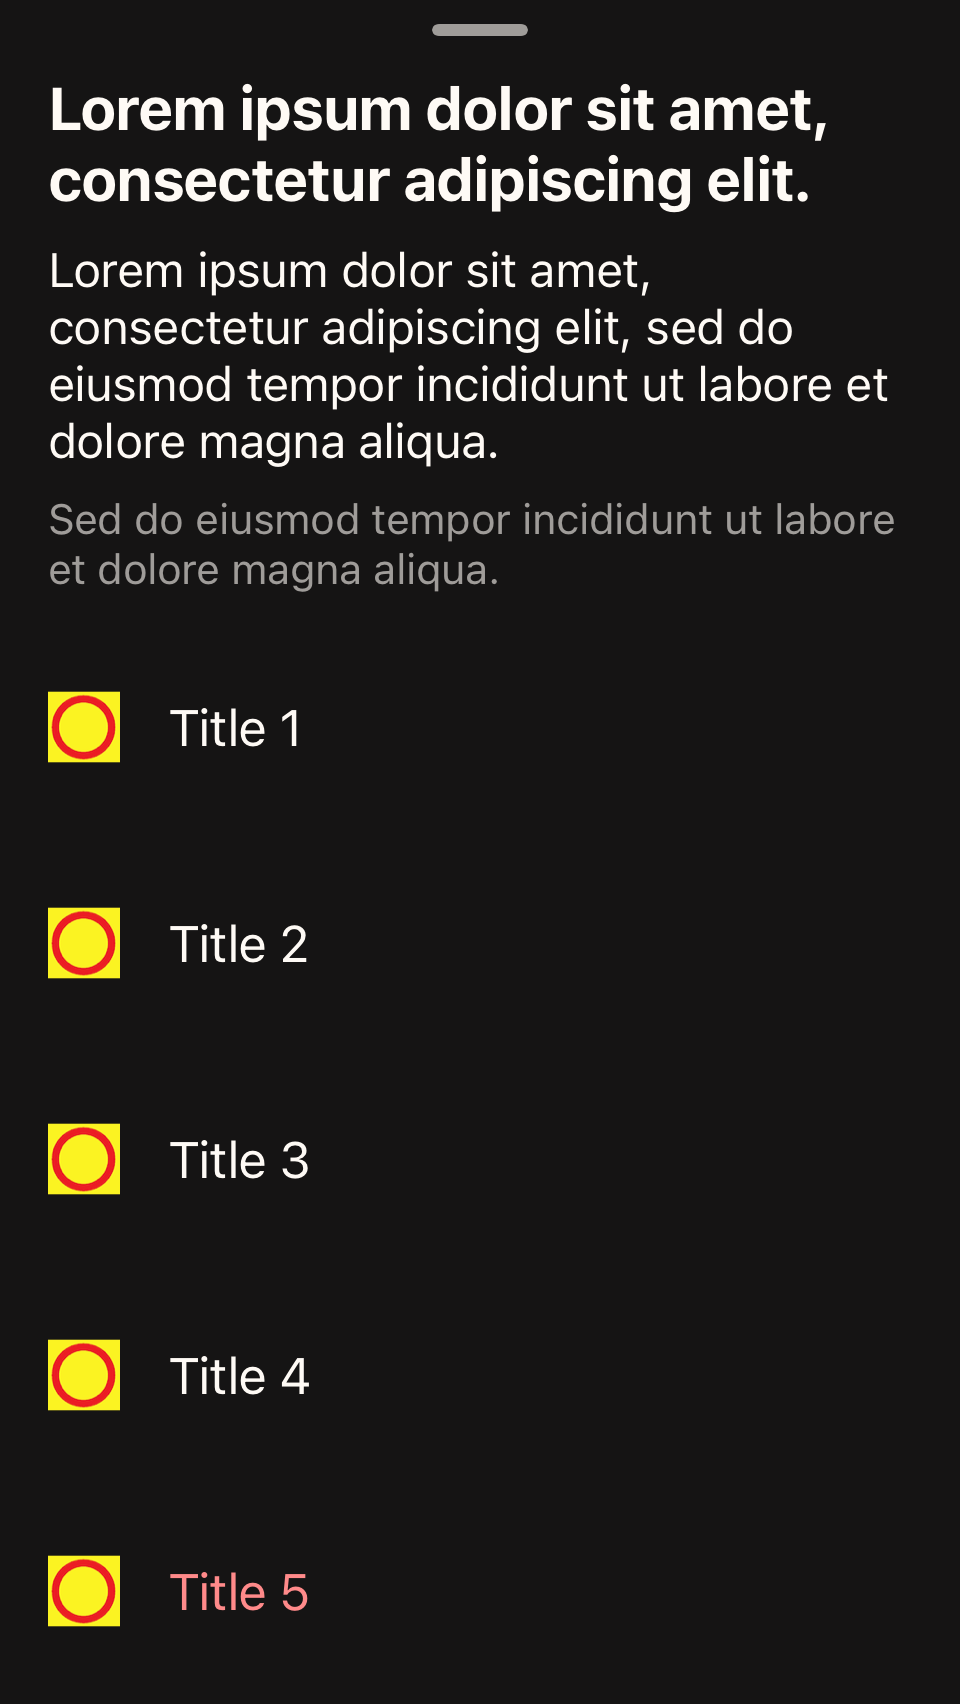 Lorem ipsum dolor sit amet,
consectetur adipiscing elit.
Lorem ipsum dolor sit amet,
consectetur adipiscing elit, sed do
eiusmod tempor incididunt ut labore et
dolore magna aliqua.
Sed do eiusmod tempor incididunt ut labore
et dolore magna aliqua.
Title 1
Title 2
Title 3
Title 4
Title 5